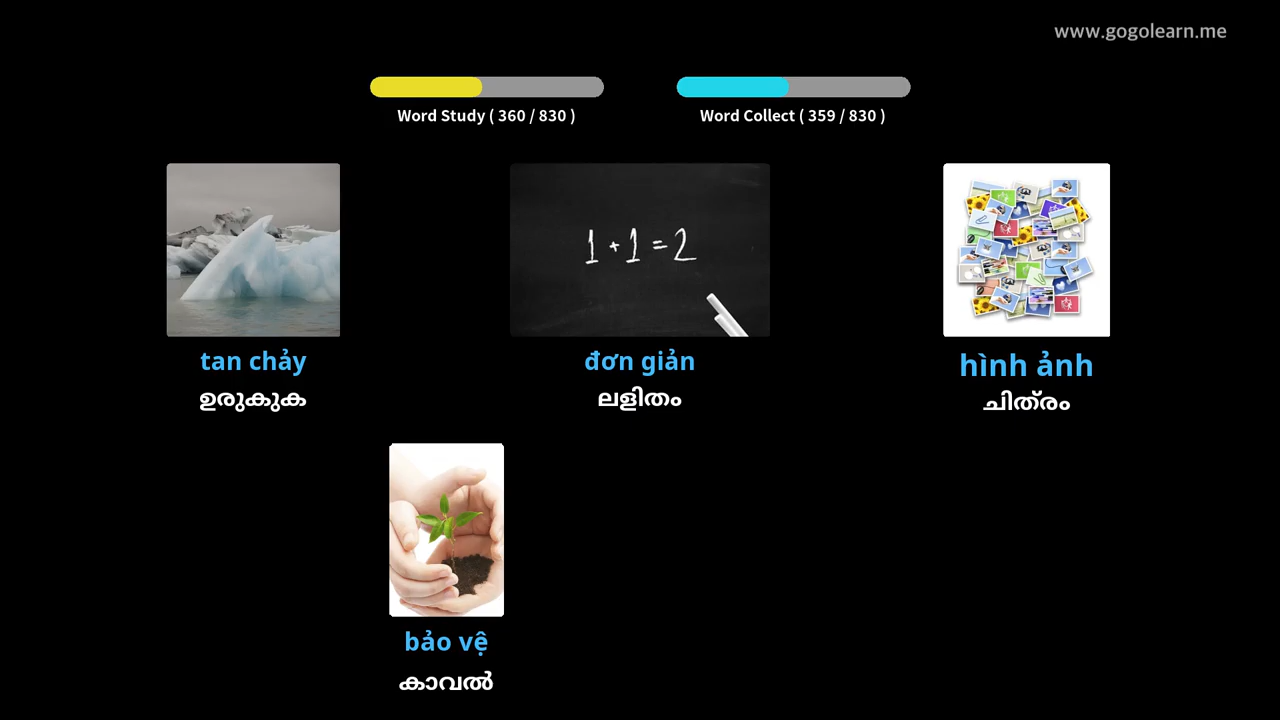 www.gogolearn.me
Word Study ( 360 / 830 )
Word Collect ( 359 / 830 )
1 + 1 = 2
tan chảy
ഉരുകുക
đơn giản
ലളിതം
hình ảnh
ചിത്രം
bảo vệ
കാവൽ